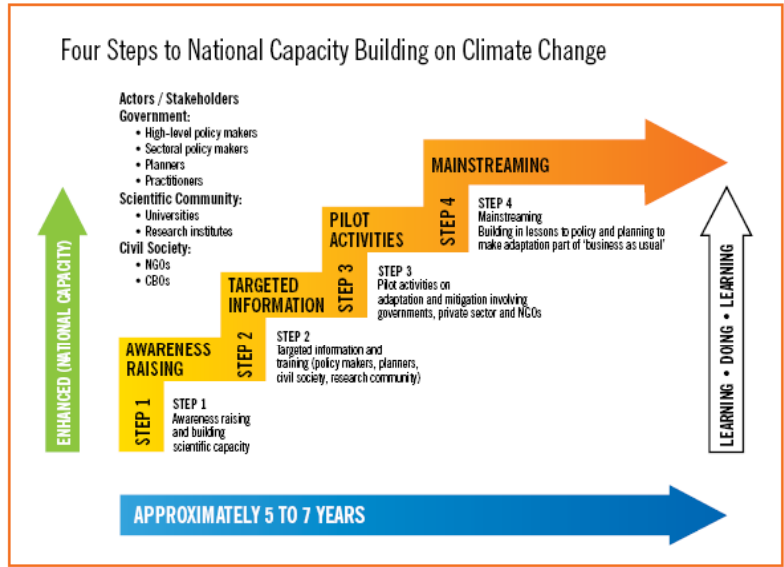 Four Steps to National Capacity Building on Climate Change
Actors / Stakeholders
Government:
• High-level policy makers
• Sectoral policy makers
• Planners
• Practitioners
Scientific Community:
• Universities
• Research institutes
Civil Society:
• NGOs
• CBOs
ENHANCED (NATIONAL CAPACITY)
AWARENESS
RAISING
STEP 1
STEP 1
Awareness raising
and building
scientific capacity
TARGETED
INFORMATION
STEP 2
STEP 2
Targeted information and
training (policy makers, planners,
civil society, research community)
PILOT
ACTIVITIES
STEP 3
STEP 3
Pilot activities on
adaptation and mitigation involving
governments, private sector and NGOs
MAINSTREAMING
STEP 4
STEP 4
Mainstreaming
Building in lessons to policy and planning to
make adaptation part of ‘business as usual’
LEARNING • DOING • LEARNING
APPROXIMATELY 5 TO 7 YEARS